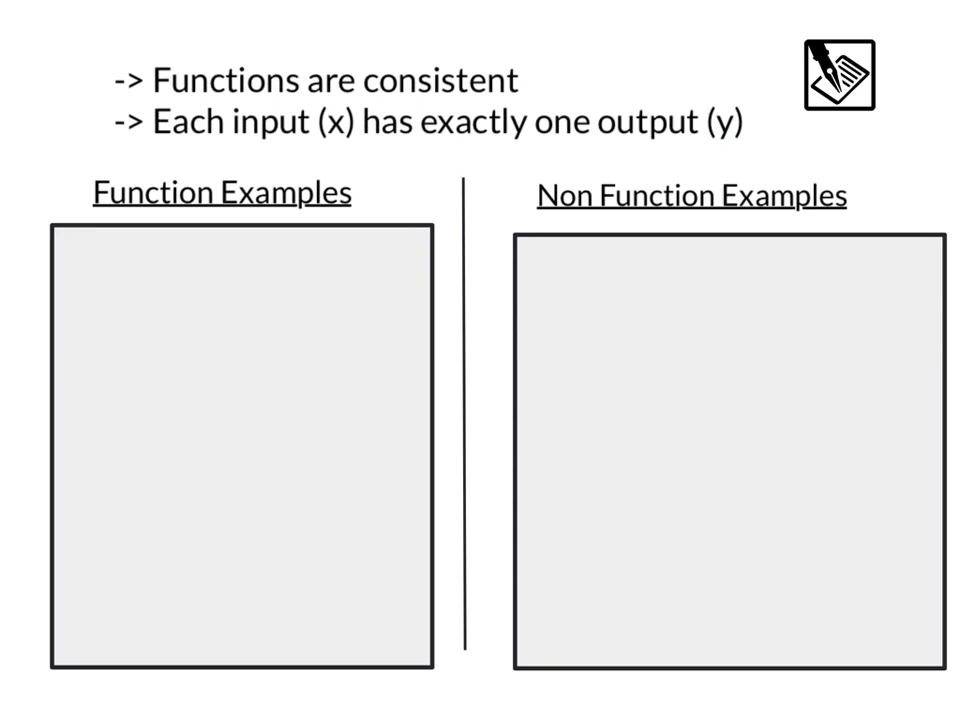 -> Functions are consistent
-> Each input (x) has exactly one output (y)
Function Examples
Non Function Examples